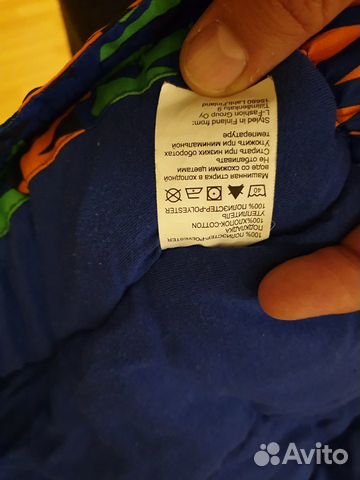 100% ПОЛИЭСТЕР-POLYESTER
ПОДКЛАДКА
100%ХЛОПОК-COTTON
УТЕПЛИТЕЛЬ
100% ПОЛИЭСТЕР-POLYESTER
40
Машинная стирка в холодной
воде со схожими цветами
Не отбеливать
Стирать при низких оборотах
Утюжить при минимальной
температуре
Styled in Finland from:
L-Fashion Group Oy
15680 Lahti, Finland
Avito